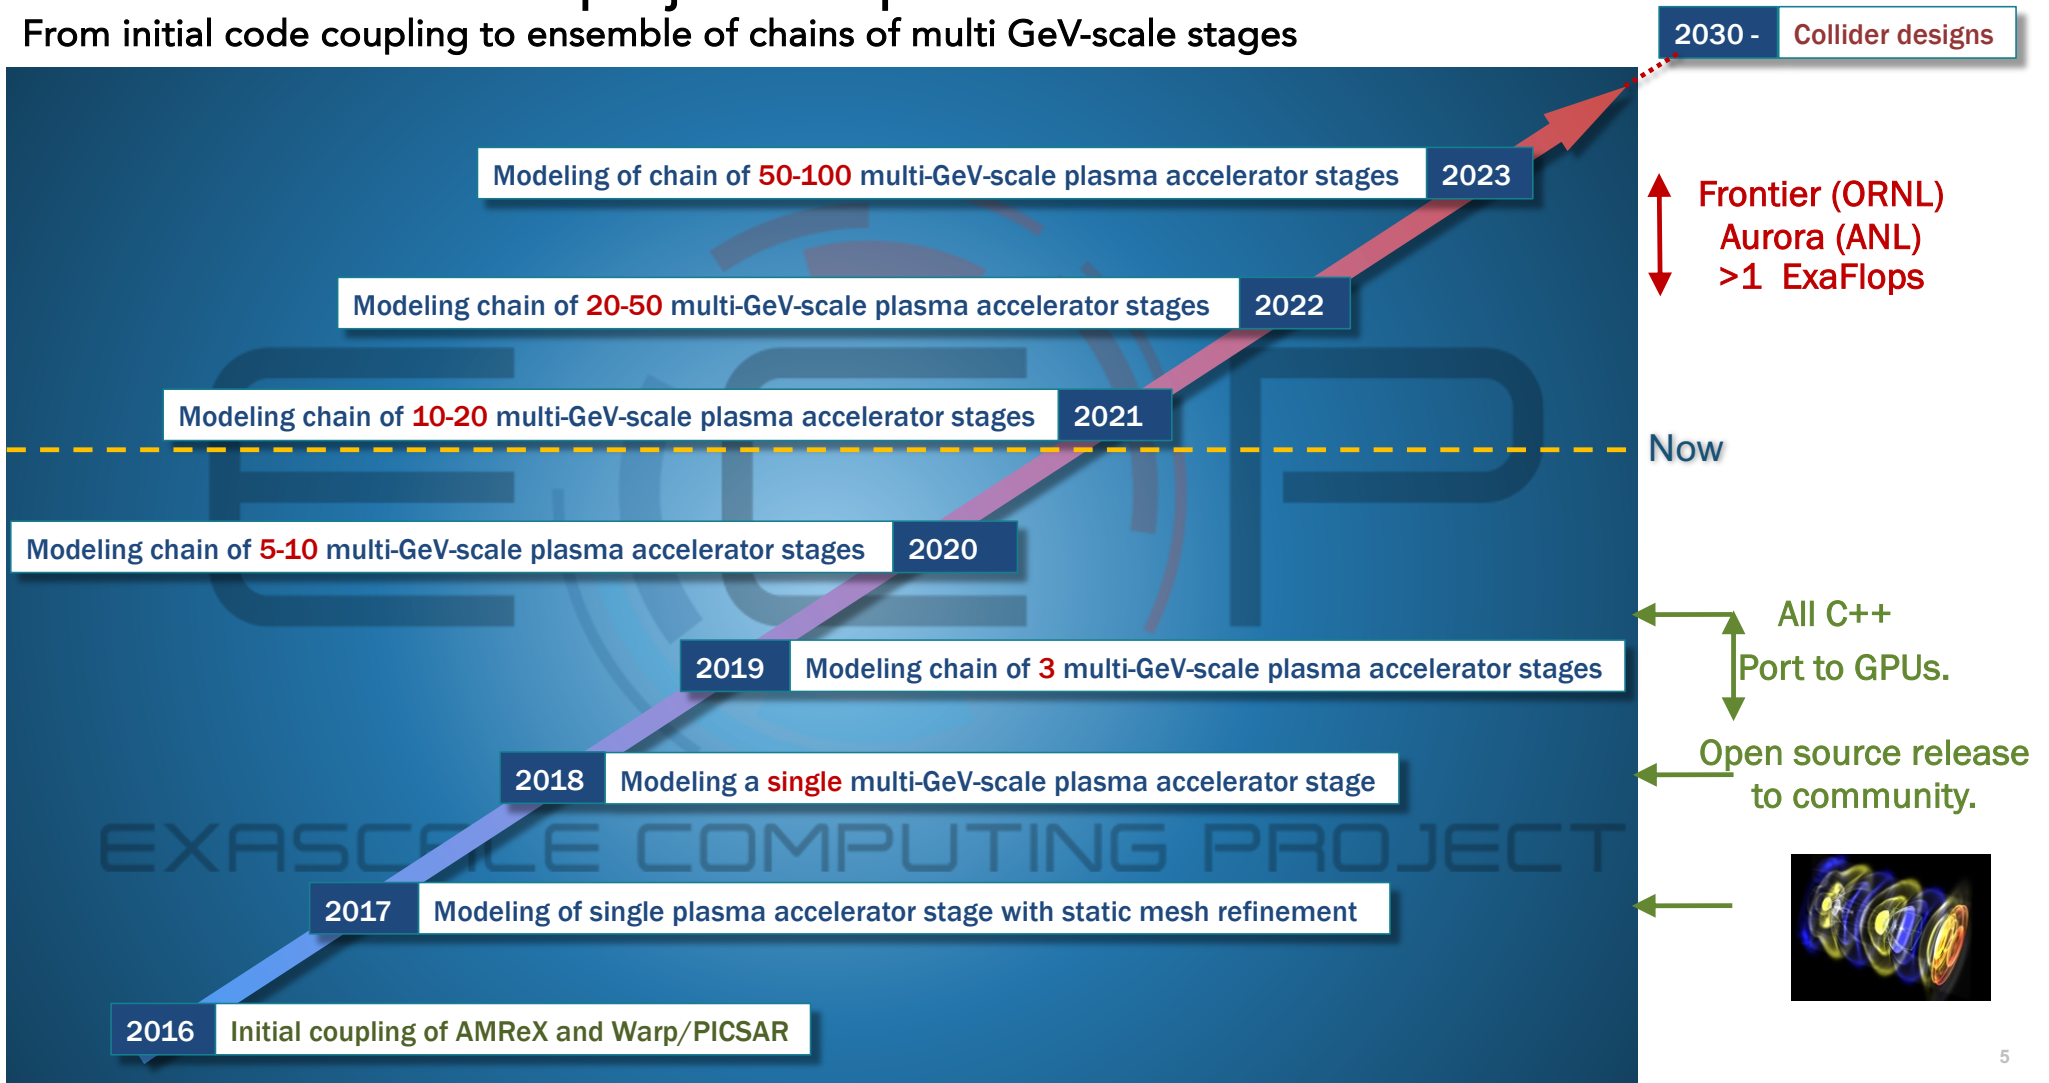 From initial code coupling to ensemble of chains of multi GeV-scale stages
2030 - Collider designs
Modeling of chain of 50-100 multi-GeV-scale plasma accelerator stages 2023
Frontier (ORNL)
Aurora (ANL)
>1 ExaFlops
Modeling chain of 20-50 multi-GeV-scale plasma accelerator stages 2022
Modeling chain of 10-20 multi-GeV-scale plasma accelerator stages 2021
Now
ECP
Modeling chain of 5-10 multi-GeV-scale plasma accelerator stages 2020
All C++
2019 Modeling chain of 3 multi-GeV-scale plasma accelerator stages
Port to GPUs.
2018 Modeling a single multi-GeV-scale plasma accelerator stage
Open source release
to community.
EXASCALE COMPUTING PROJECT
2017 Modeling of single plasma accelerator stage with static mesh refinement
2016 Initial coupling of AMReX and Warp/PICSAR
5